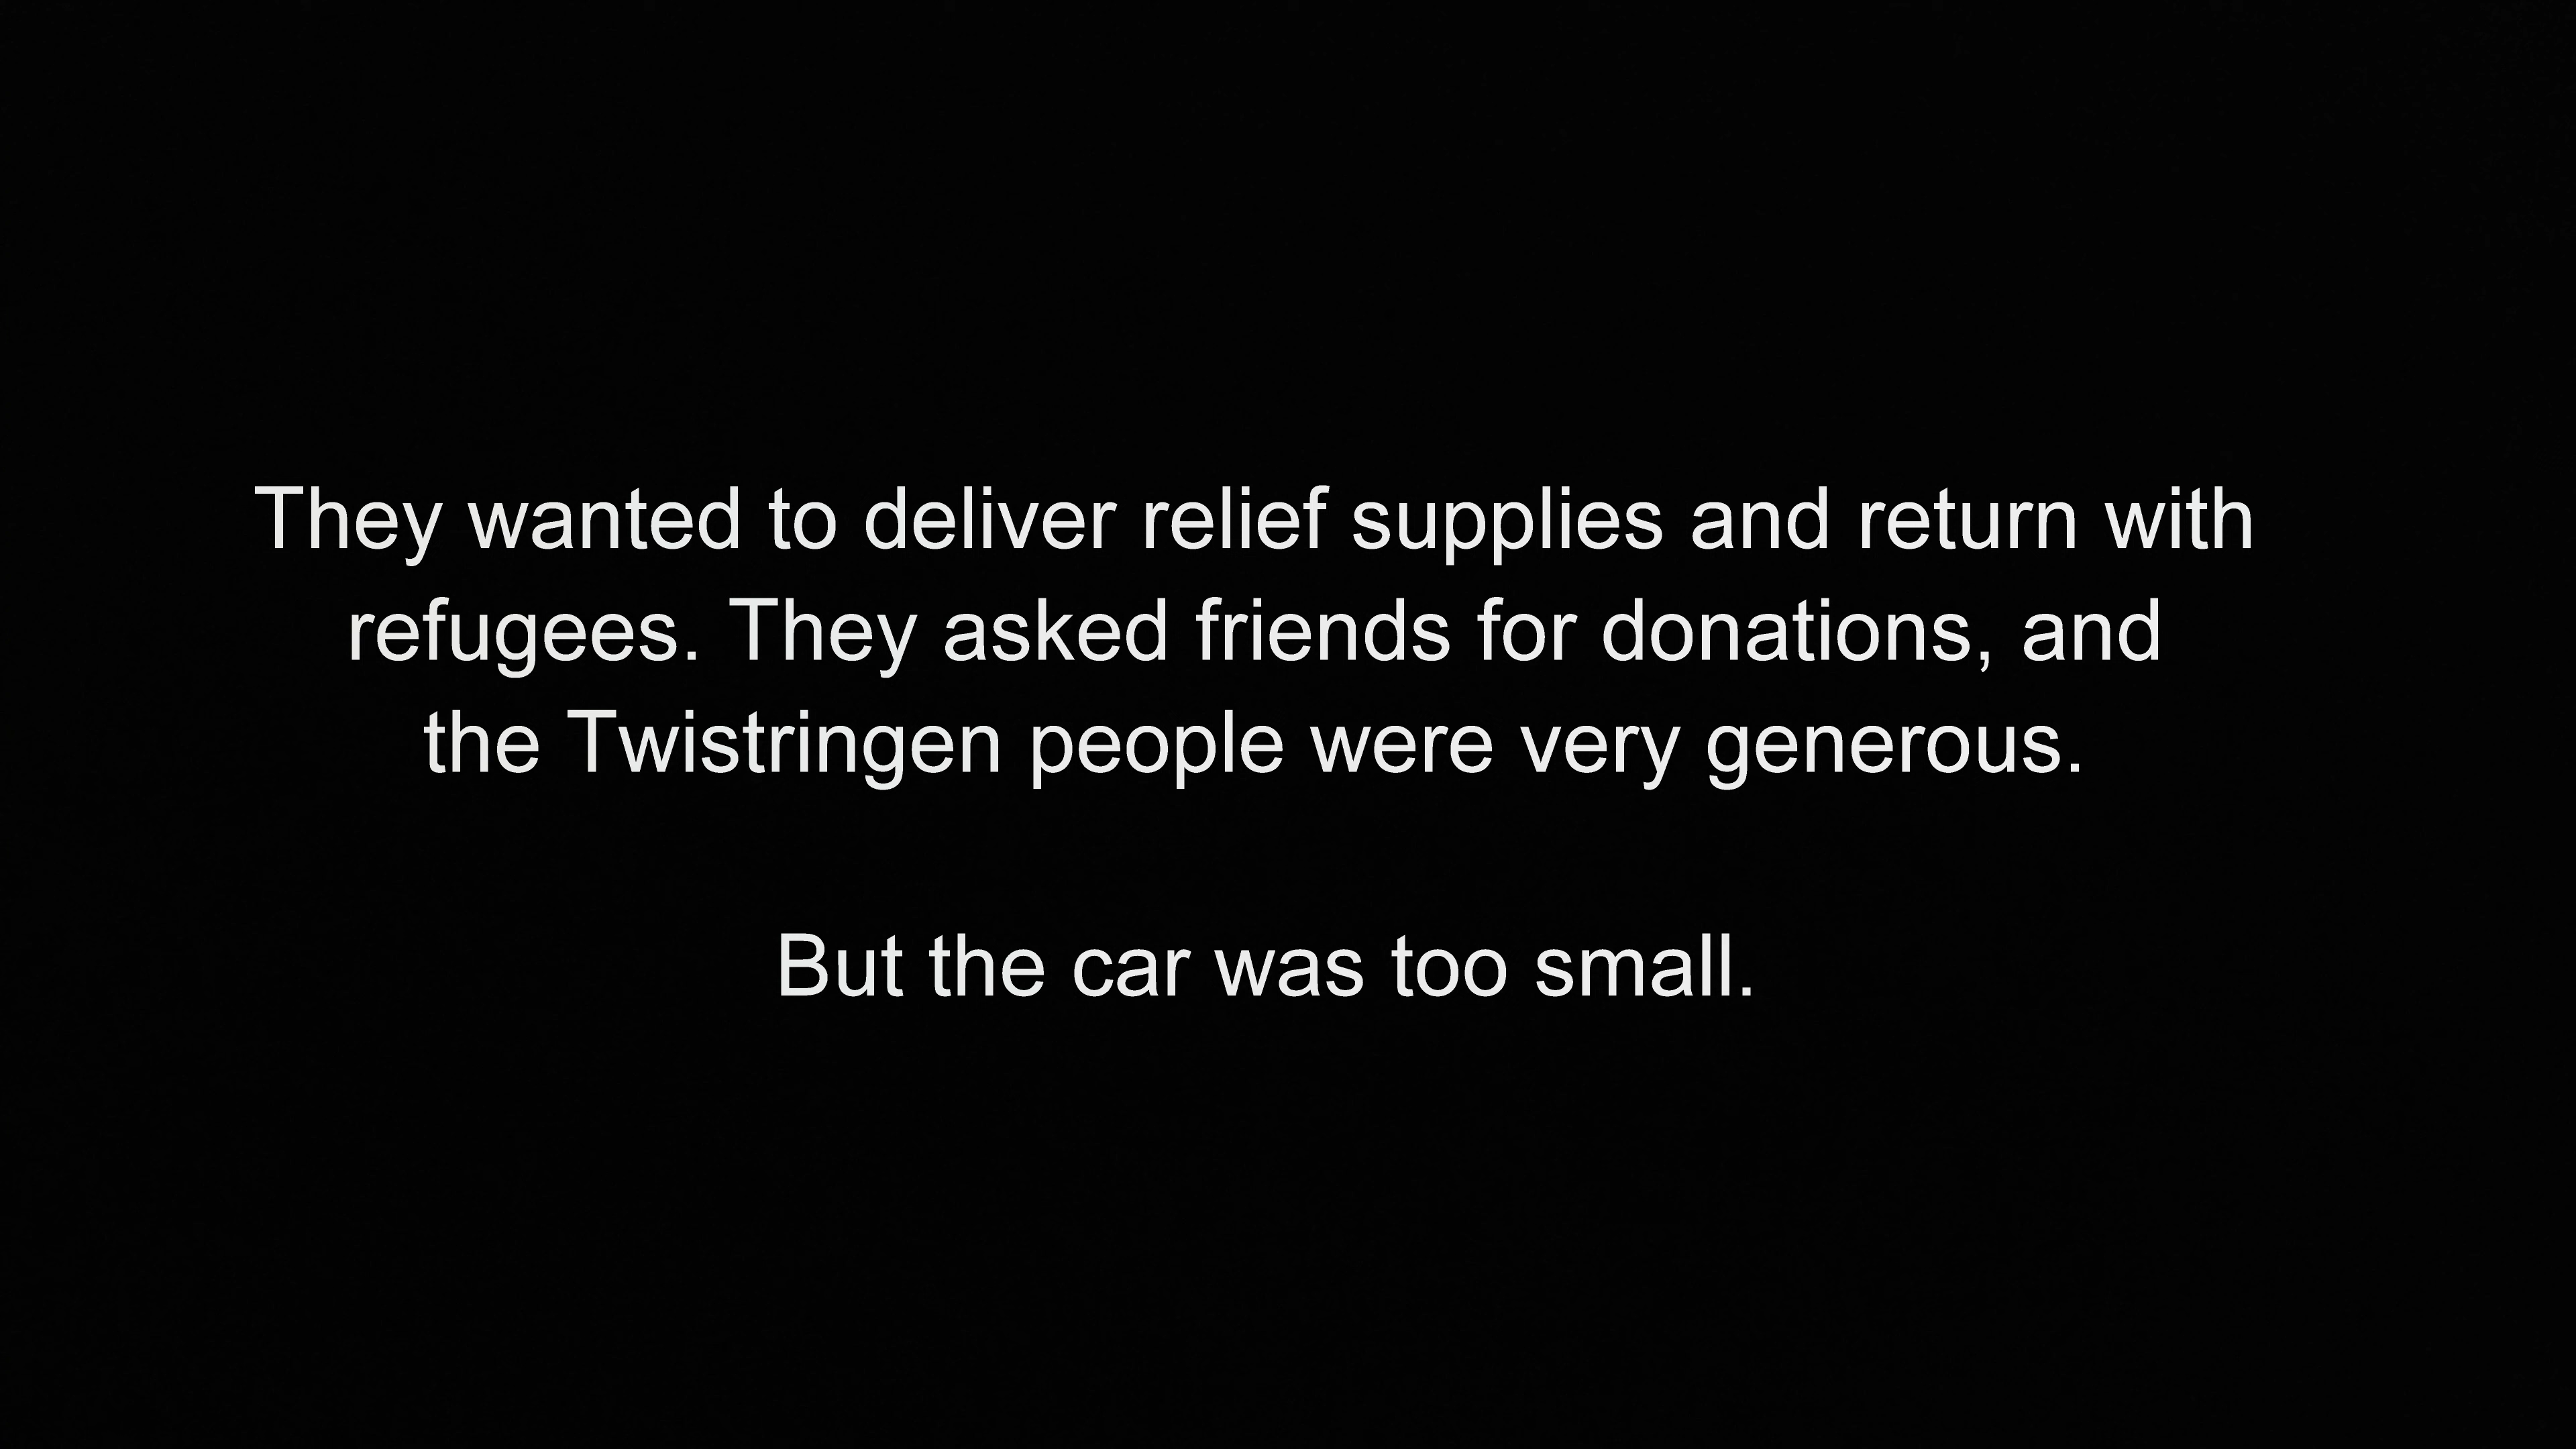 They wanted to deliver relief supplies and return with
refugees. They asked friends for donations, and
the Twistringen people were very generous.
But the car was too small.